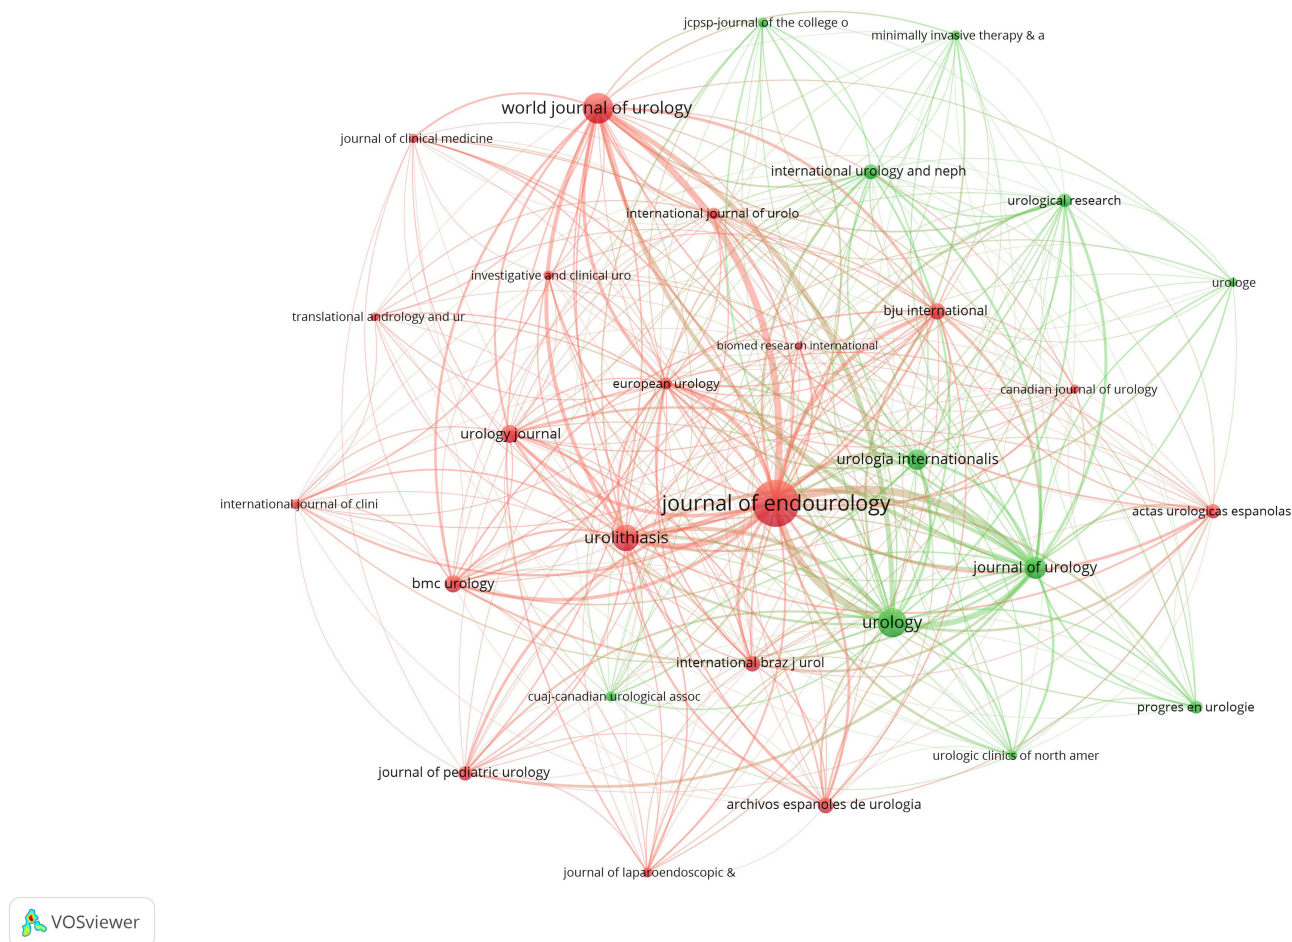 jcpsp-journal of the college o
minimally invasive therapy & a
world journal of urology
journal of clinical medicine
international urology and neph
urological research
international journal of urolo
investigative and clinical uro
urologe
translational andrology and ur
bju international
biomed research international
european urology
canadian journal of urology
urology journal
urologia internationalis
international journal of clini
journal of endourology
actas urologicas espanolas
urolithiasis
journal of urology
bmc urology
urology
international braz j urol
cuaj-canadian urological assoc
progres en urologie
urologic clinics of north amer
journal of pediatric urology
archivos espanoles de urologia
journal of laparoendoscopic &
VOSviewer